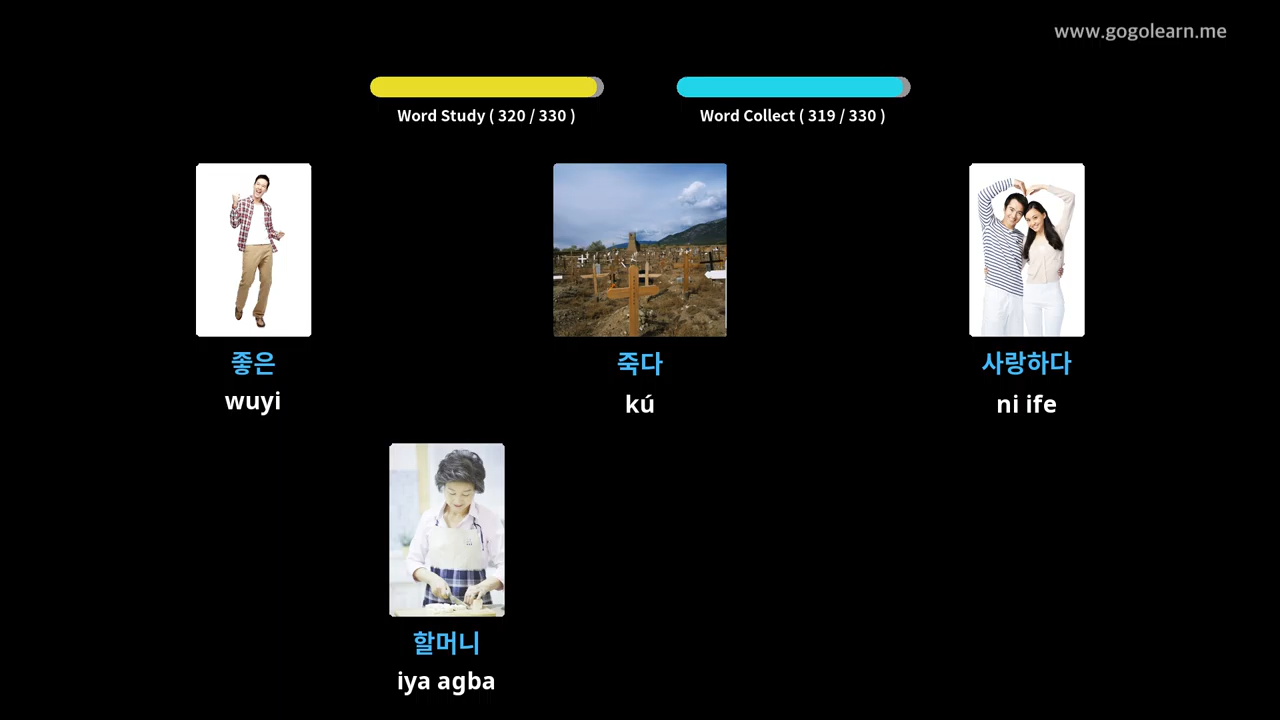 www.gogolearn.me
Word Study ( 320 / 330 )
Word Collect ( 319 / 330 )
좋은
wuyi
죽다
kú
사랑하다
ni ife
할머니
iya agba